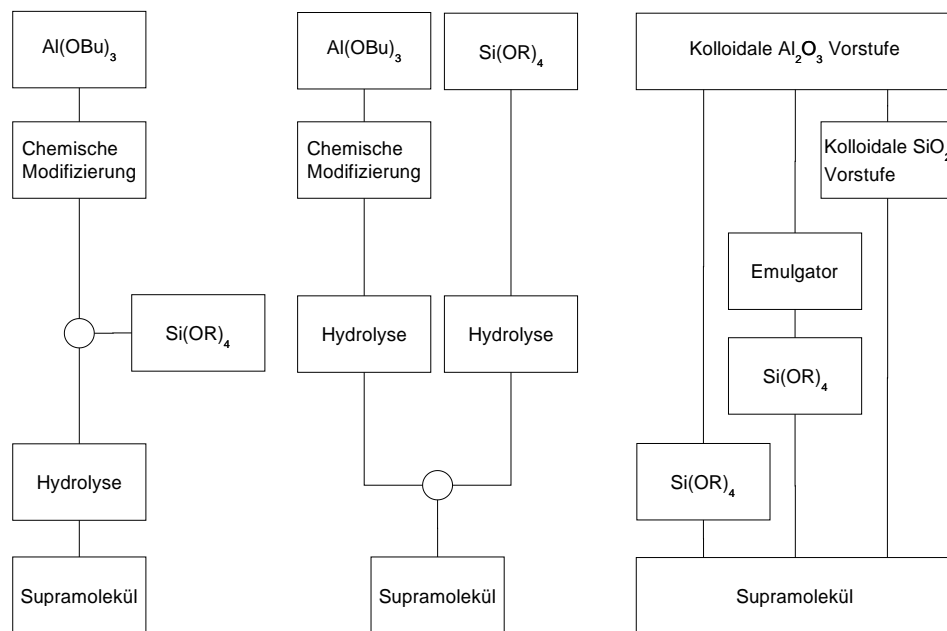 Al(OBu)₃
Chemische
Modifizierung
Si(OR)₄
Hydrolyse
Supramolekül
Al(OBu)₃
Si(OR)₄
Chemische
Modifizierung
Hydrolyse
Hydrolyse
Supramolekül
Kolloidale Al₂O₃ Vorstufe
Kolloidale SiO₂
Vorstufe
Emulgator
Si(OR)₄
Si(OR)₄
Supramolekül